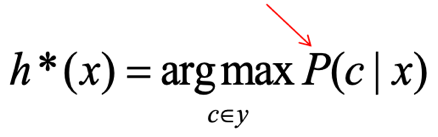 h*(x) = arg max P(c | x)
c∈y